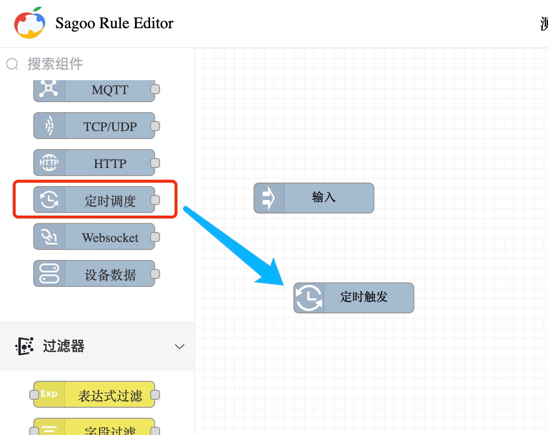 Sagoo Rule Editor
测
搜索组件
MQTT
TCP/UDP
HTTP
HTTP
定时调度
输入
Websocket
设备数据
定时触发
过滤器
Exp
表达式过滤
字段过滤